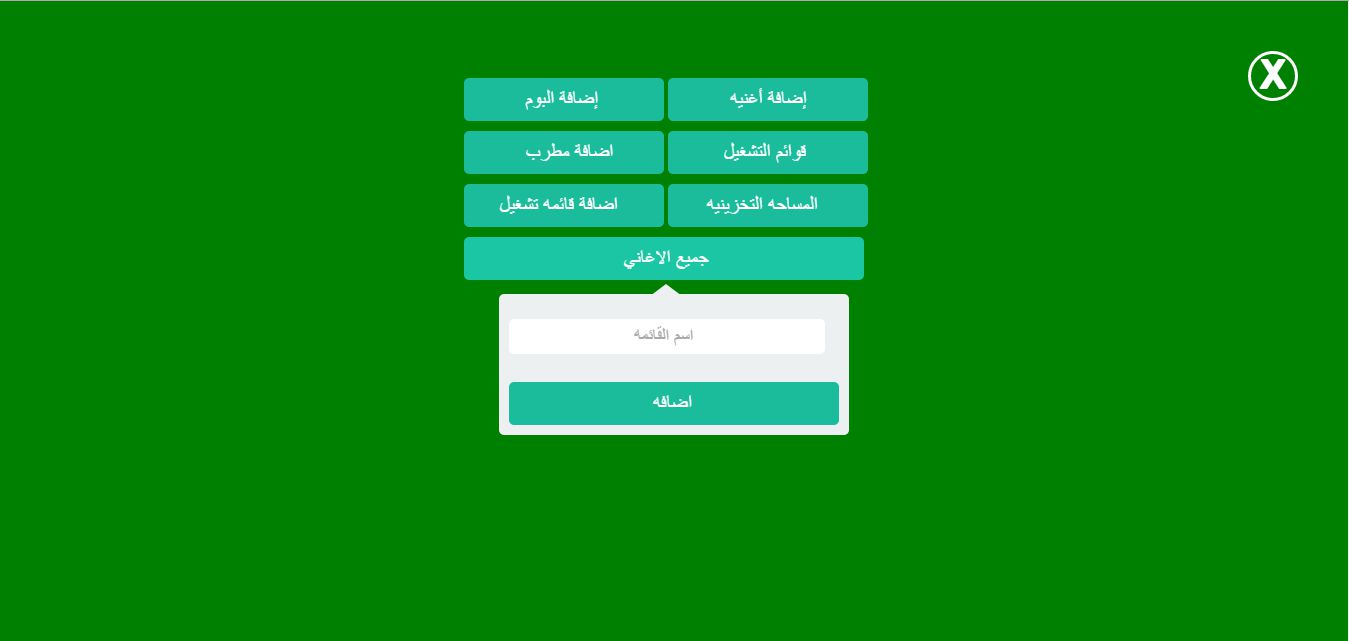 X
إضافة أغنيه
إضافة البوم
قوائم التشغيل
اضافة مطرب
المساحه التخزينيه
اضافة قائمه تشغيل
جميع الاغاني
اسم القائمه
اضافه